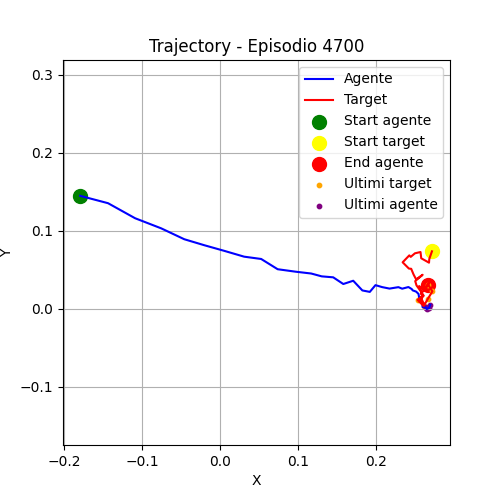 Trajectory - Episodio 4700
Agente
Target
Start agente
Start target
End agente
Ultimi target
Ultimi agente
0.3
0.2
0.1
0.0
−0.1
Y
−0.2
−0.1
0.0
0.1
0.2
X